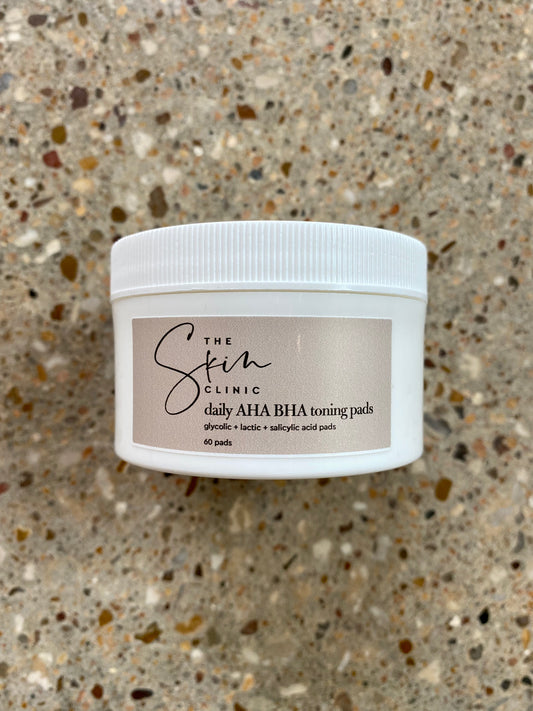 THE
Skin
CLINIC
daily AHA BHA toning pads
glycolic + lactic + salicylic acid pads
60 pads